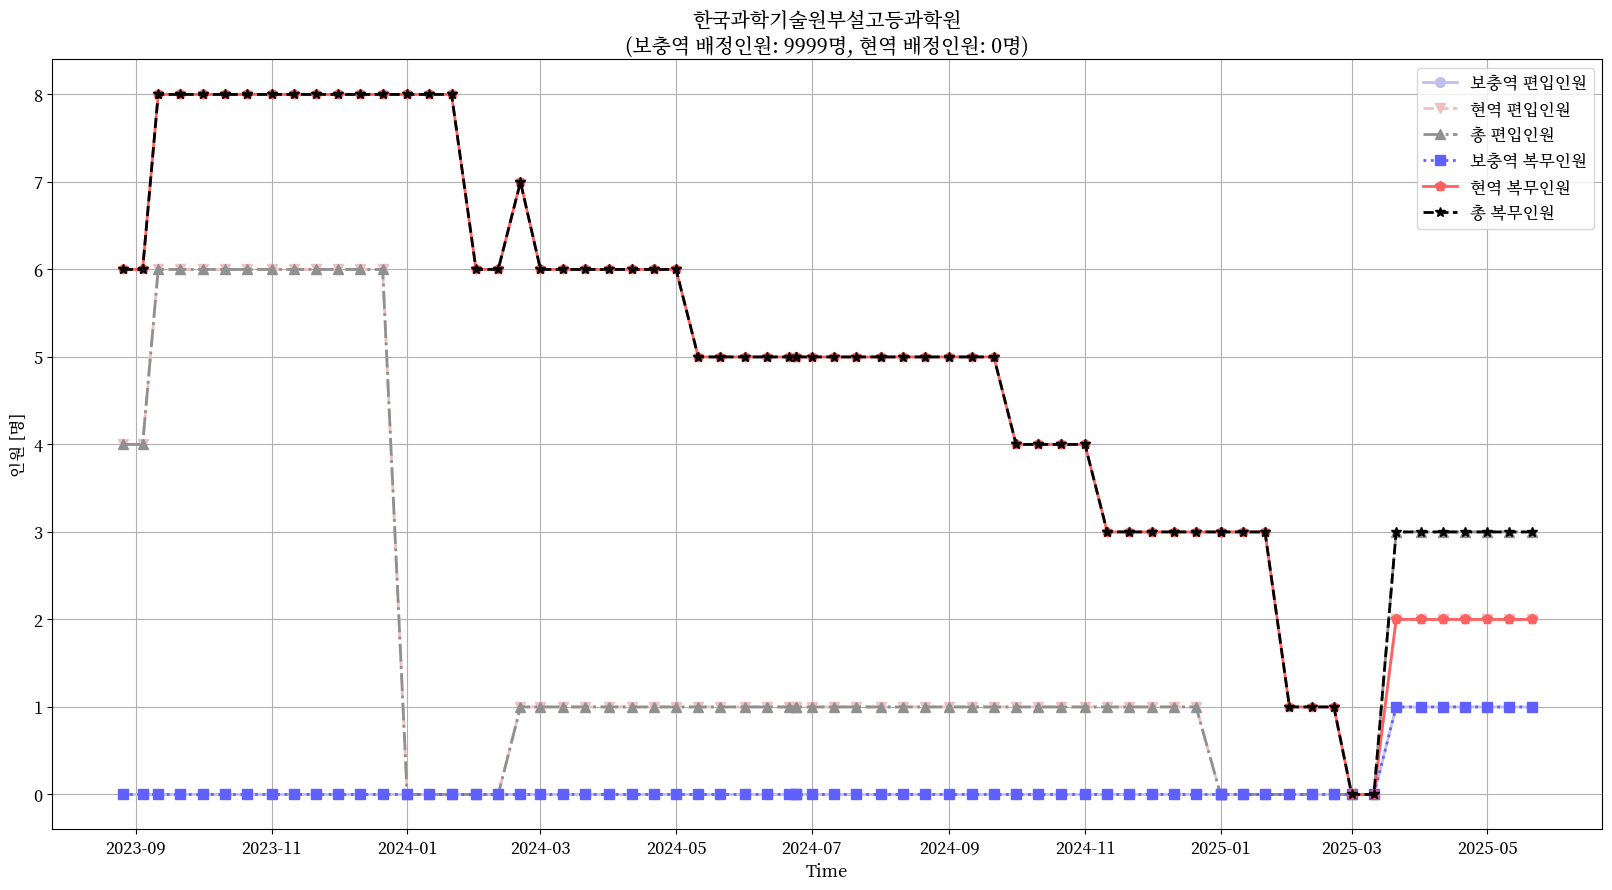 한국과학기술원부설고등과학원
(보충역 배정인원: 9999명, 현역 배정인원: 0명)
보충역 편입인원
현역 편입인원
총 편입인원
보충역 복무인원
현역 복무인원
총 복무인원
인원 [명]
8
7
6
5
4
3
2
1
0
2023-09 2023-11 2024-01 2024-03 2024-05 2024-07 2024-09 2024-11 2025-01 2025-03 2025-05
Time